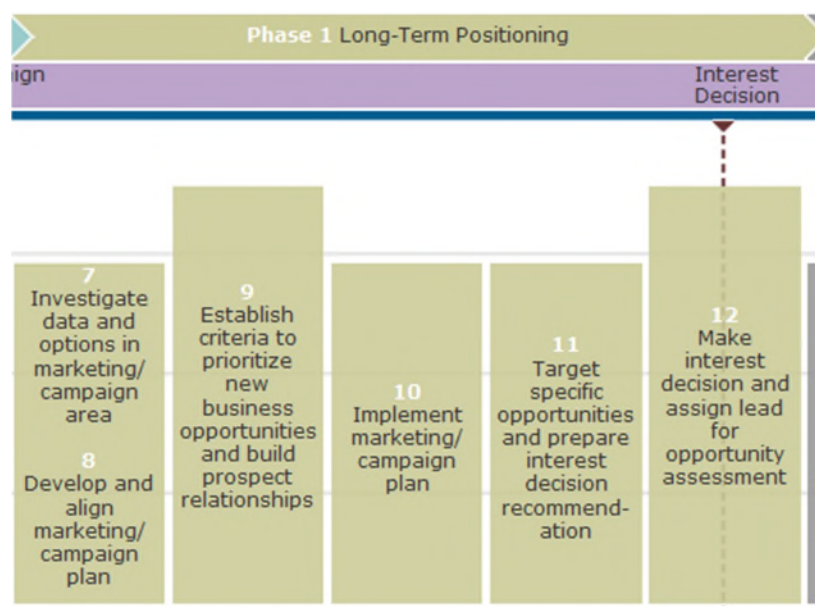 Phase 1 Long-Term Positioning
ign
Interest
Decision
7
Investigate
data and
options in
marketing/
campaign
area
8
Develop and
align
marketing/
campaign
plan
9
Establish
criteria to
prioritize
new
business
opportunities
and build
prospect
relationships
10
Implement
marketing/
campaign
plan
11
Target
specific
opportunities
and prepare
interest
decision
recommend-
ation
12
Make
interest
decision and
assign lead
for
opportunity
assessment